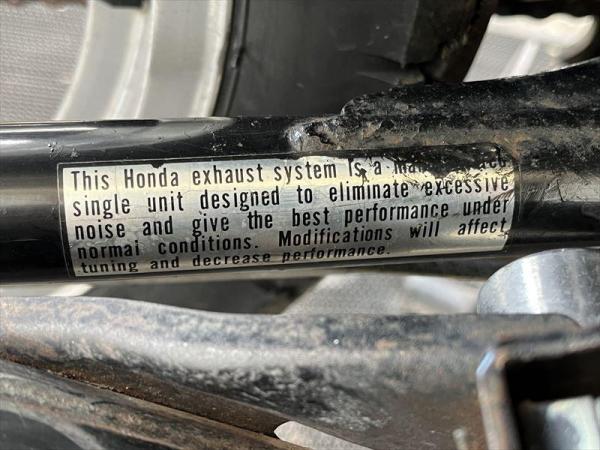 This Honda exhaust system is a
single unit designed to eliminate excessive
noise and give the best performance under
normal conditions. Modifications will affect
tuning and decrease performance.